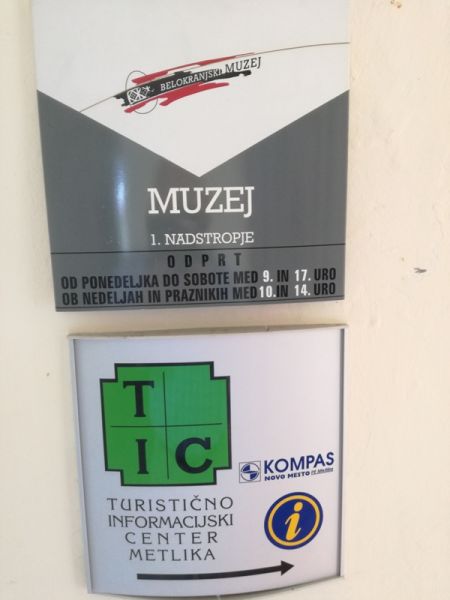 BELOKRANJSKI MUZEJ
MUZEJ
1. NADSTROPJE
ODPRT
OD PONEDELJKA DO SOBOTE MED 9. IN 17. URO
OB NEDELJAH IN PRAZNIKIH MED 10. IN 14. URO
T
I C
KOMPAS
NOVO MESTO
i
TURISTIČNO
INFORMACIJSKI
CENTER
METLIKA